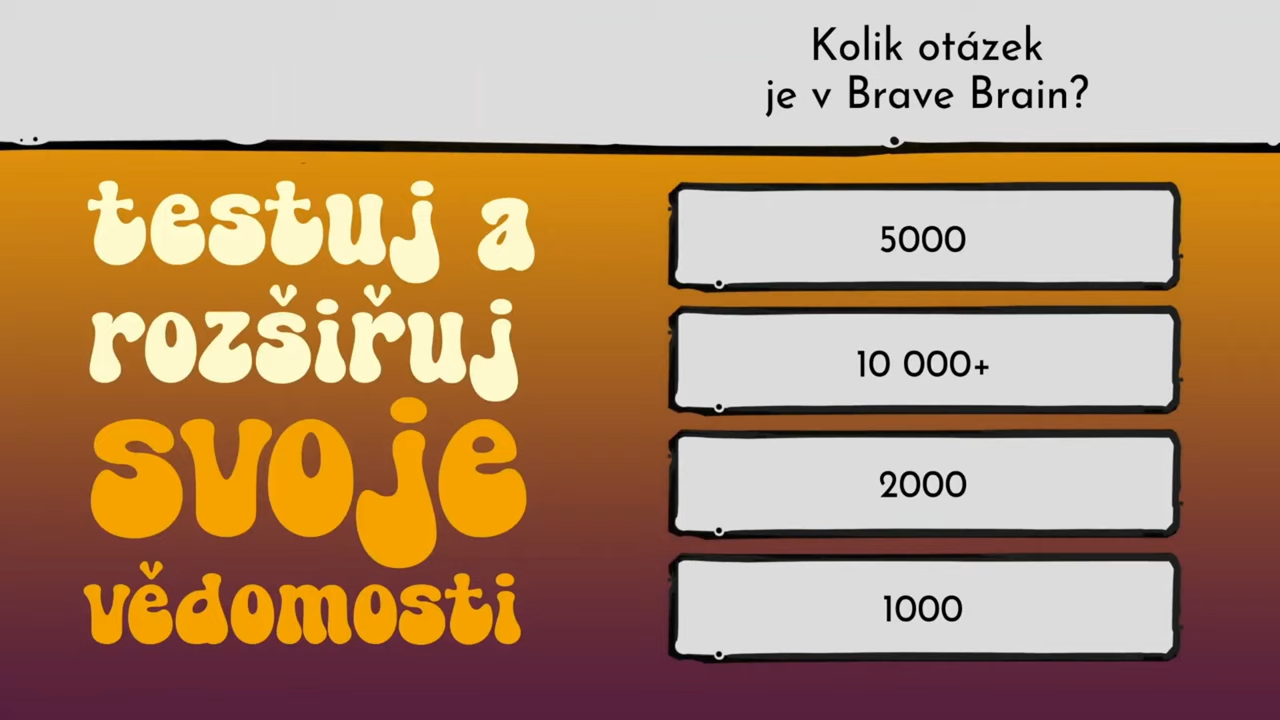 Kolik otázek
je v Brave Brain?
testuj a
rozšiřuj
svoje
vědomosti
5000
10 000+
2000
1000